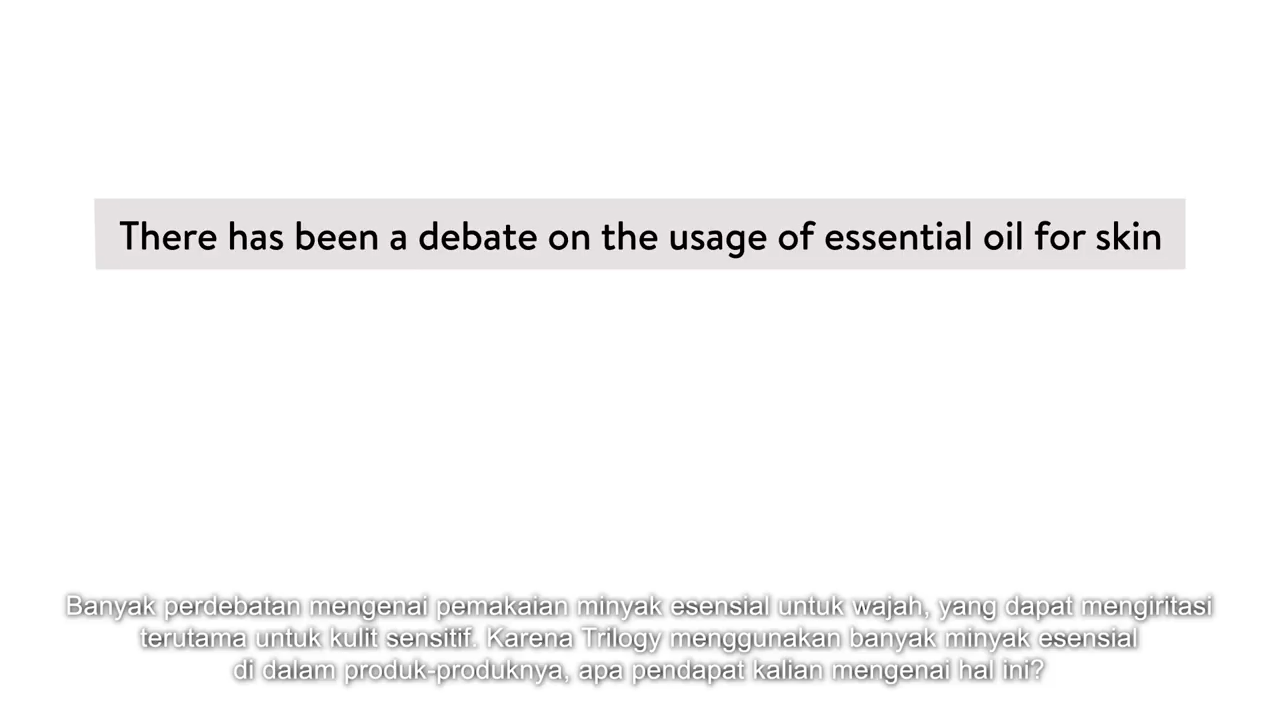 There has been a debate on the usage of essential oil for skin
Banyak perdebatan mengenai pemakaian minyak esensial untuk wajah, yang dapat mengiritasi
terutama untuk kulit sensitif. Karena Trilogy menggunakan banyak minyak esensial
di dalam produk-produknya, apa pendapat kalian mengenai hal ini?